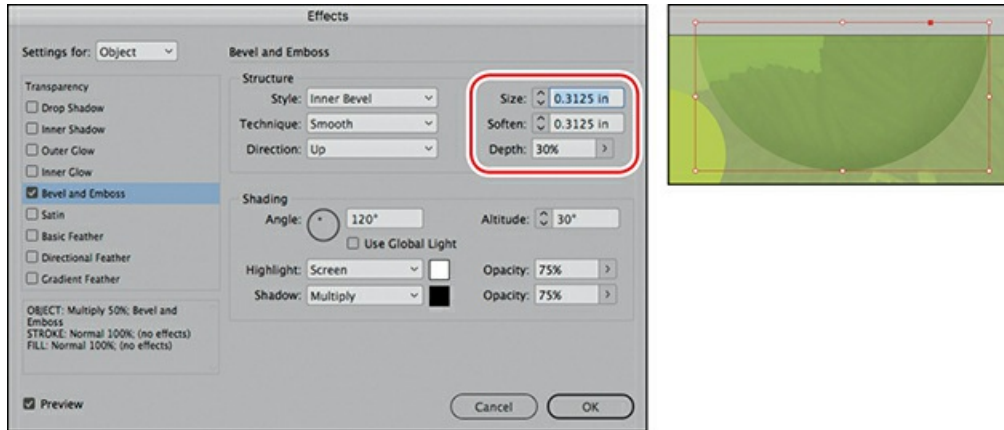 Effects
Settings for: Object
Transparency
Drop Shadow
Inner Shadow
Outer Glow
Inner Glow
Bevel and Emboss
Satin
Basic Feather
Directional Feather
Gradient Feather
OBJECT: Multiply 50%; Bevel and
Emboss
STROKE: Normal 100%; (no effects)
FILL: Normal 100%; (no effects)
Preview
Bevel and Emboss
Structure
Style: Inner Bevel Size: 0.3125 in
Technique: Smooth Soften: 0.3125 in
Direction: Up Depth: 30%
Shading
Angle: 120° Altitude: 30°
Use Global Light
Highlight: Screen Opacity: 75%
Shadow: Multiply Opacity: 75%
Cancel OK